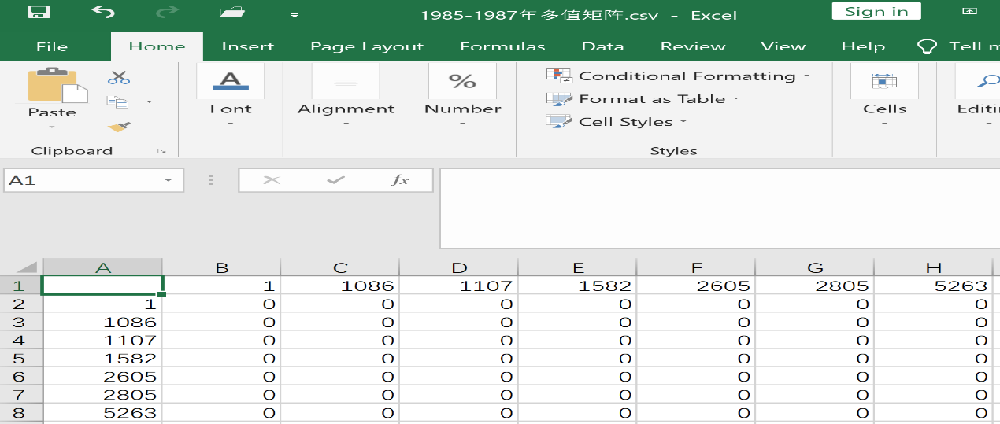 1985-1987年多值矩阵.csv - Excel
Sign in
File Home Insert Page Layout Formulas Data Review View Help Tell
Paste
Clipboard
A
Font
Alignment
%
Number
Conditional Formatting
Format as Table
Cell Styles
Styles
Cells
A1
fx
A B C D E F G H
1 1 1086 1107 1582 2605 2805 5263
2 1 0 0 0 0 0 0 0
3 1086 0 0 0 0 0 0 0
4 1107 0 0 0 0 0 0 0
5 1582 0 0 0 0 0 0 0
6 2605 0 0 0 0 0 0 0
7 2805 0 0 0 0 0 0 0
8 5263 0 0 0 0 0 0 0